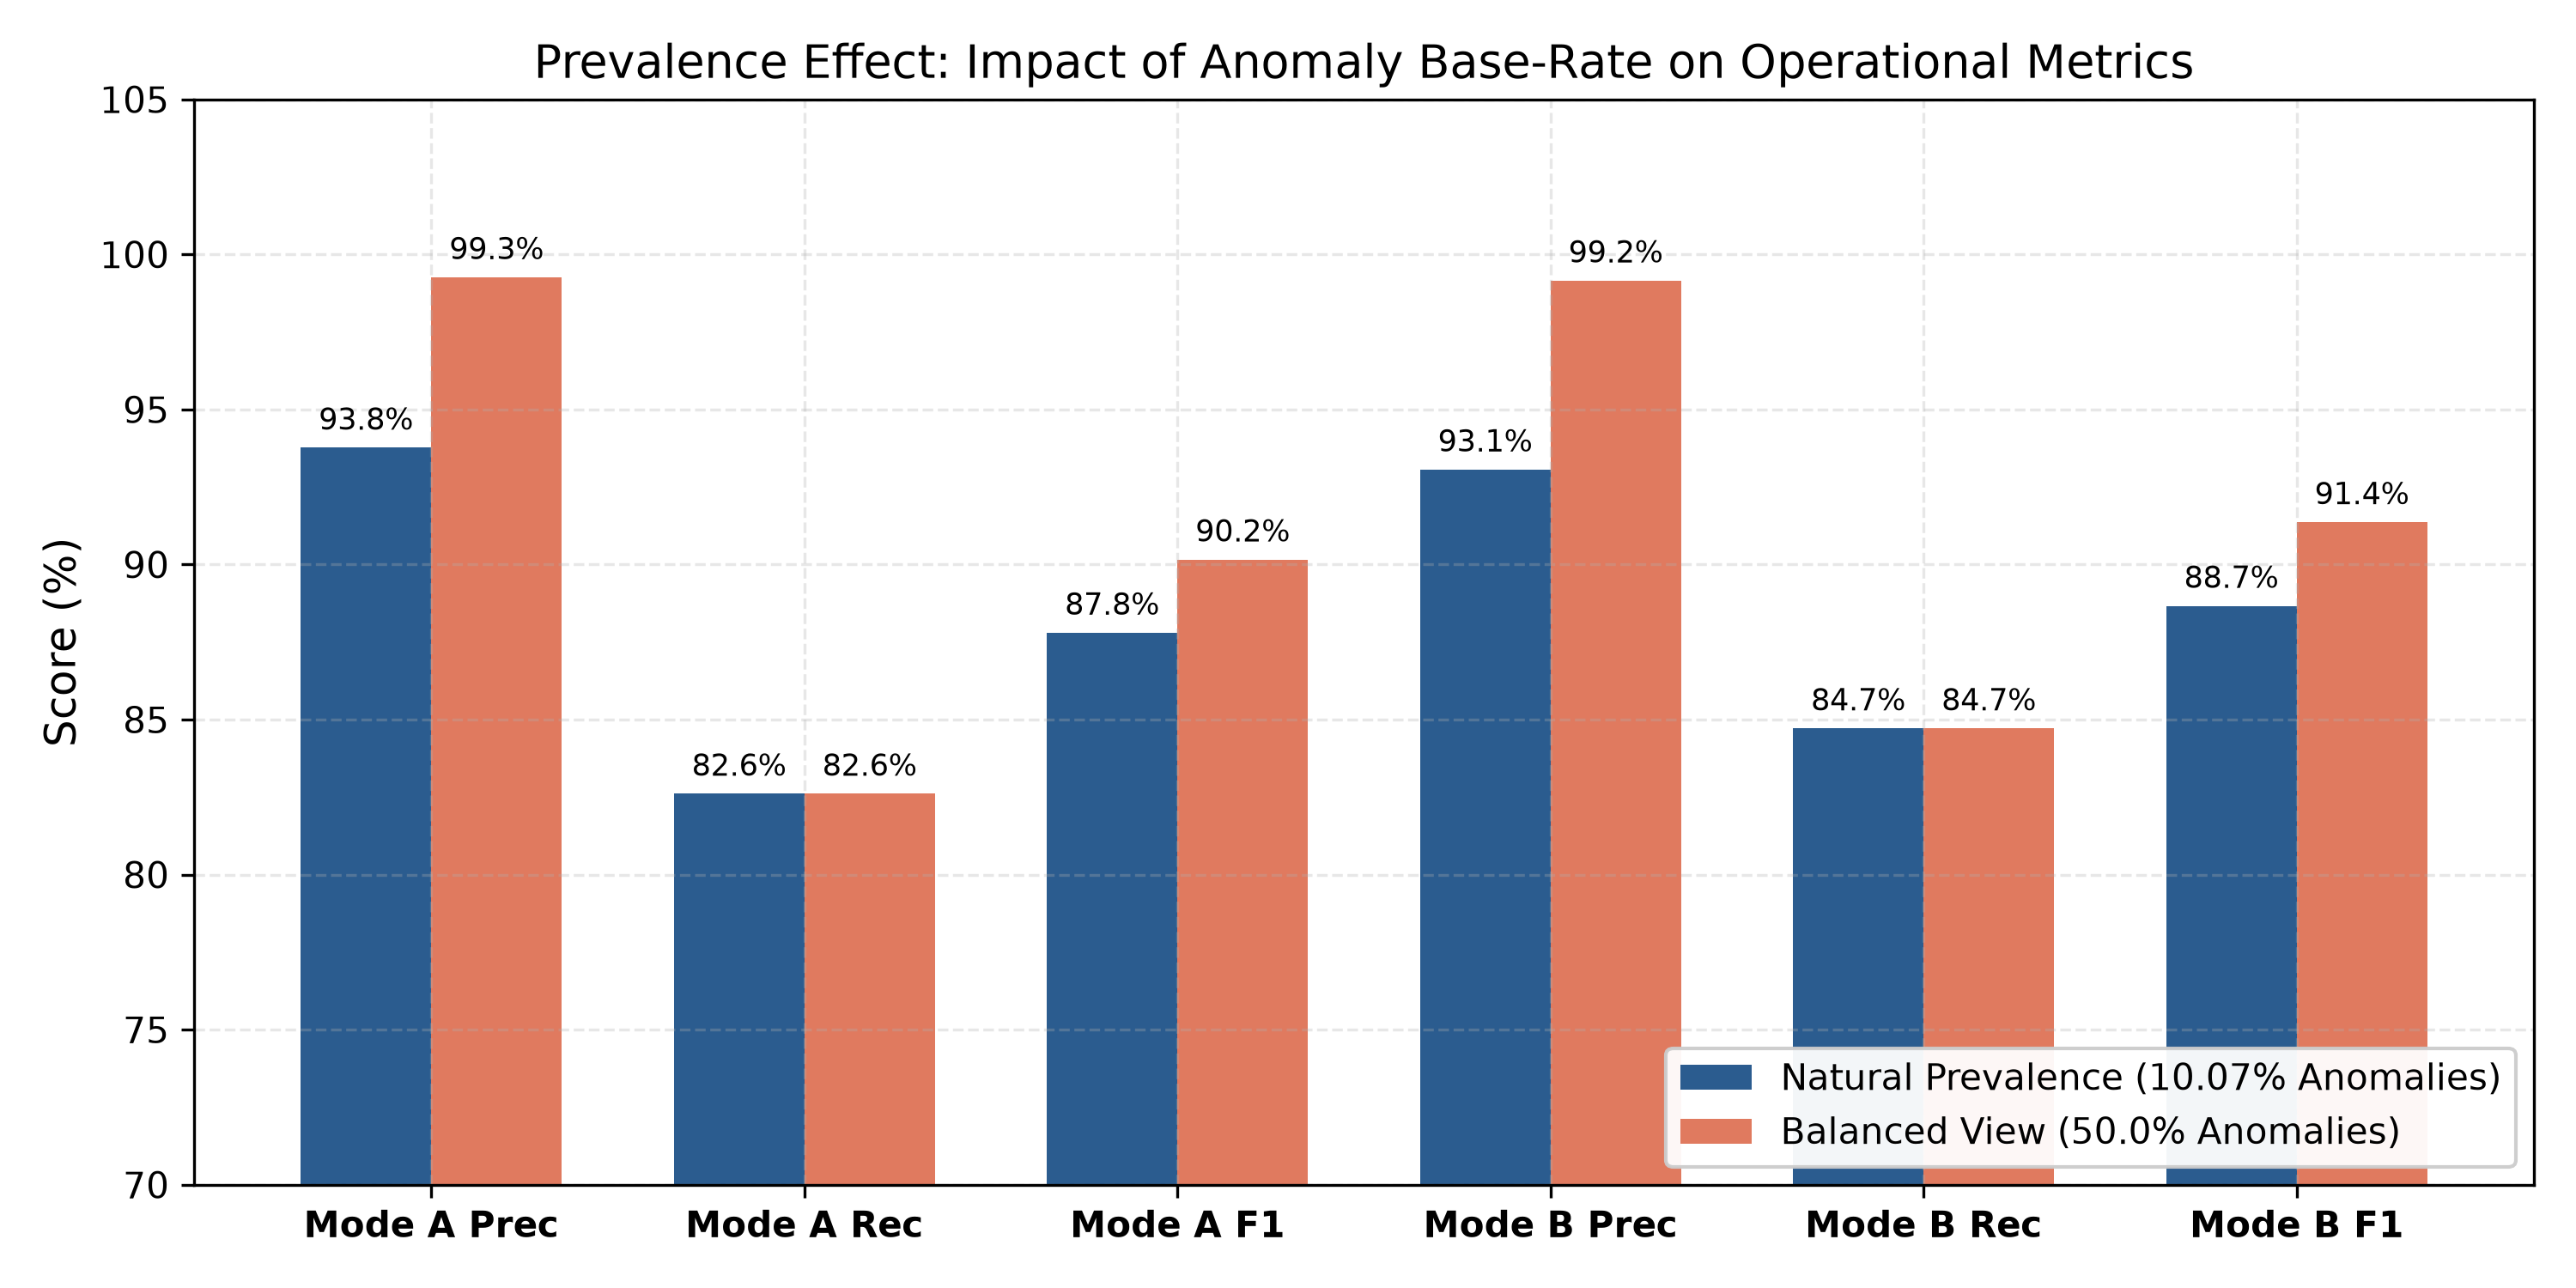 Prevalence Effect: Impact of Anomaly Base-Rate on Operational Metrics
Score (%)
105
100
95
90
85
80
75
70
93.8%
99.3%
82.6%
82.6%
87.8%
90.2%
93.1%
99.2%
84.7%
84.7%
88.7%
91.4%
Natural Prevalence (10.07% Anomalies)
Balanced View (50.0% Anomalies)
Mode A Prec
Mode A Rec
Mode A F1
Mode B Prec
Mode B Rec
Mode B F1